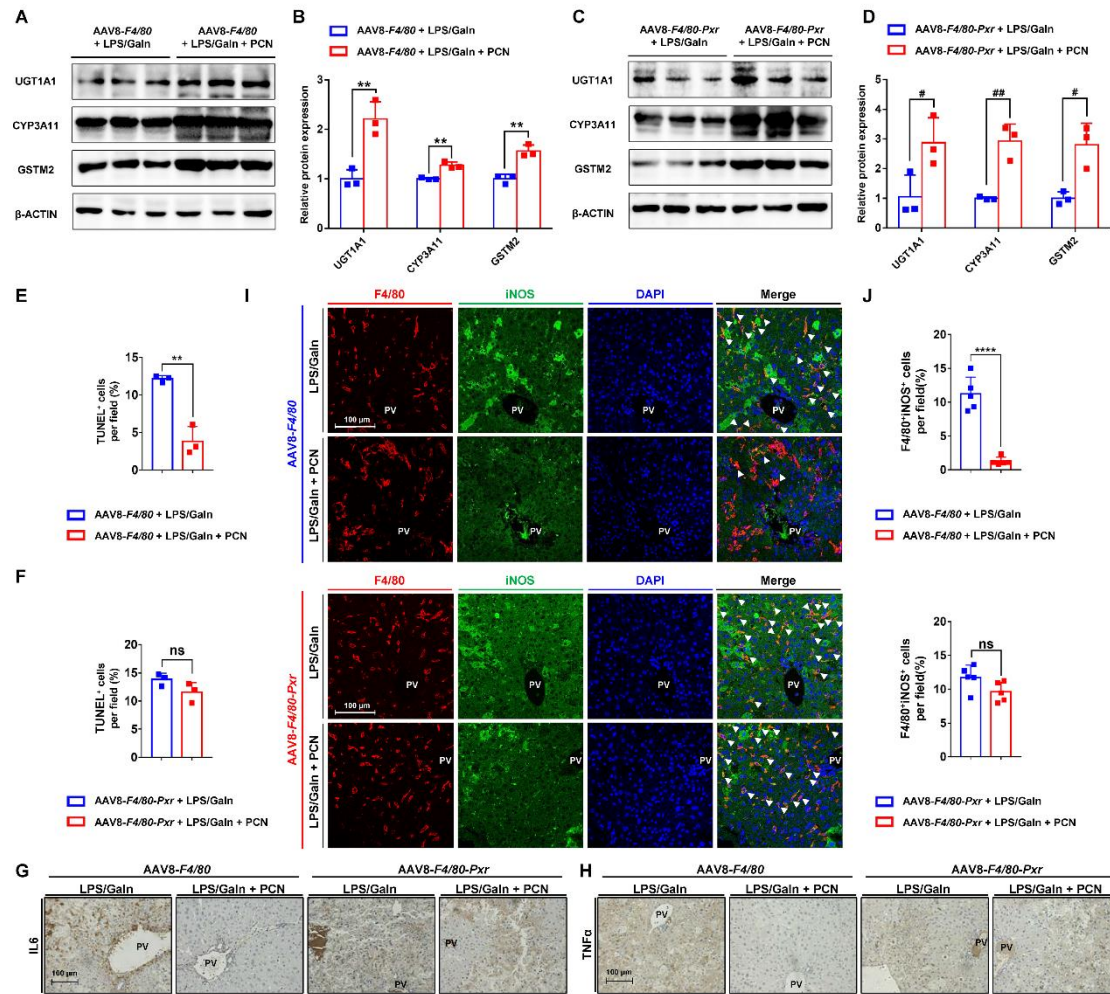 A
AAV8-F4/80
+ LPS/Galn
AAV8-F4/80
+ LPS/Galn + PCN
UGT1A1
CYP3A11
GSTM2
β-ACTIN
B
AAV8-F4/80 + LPS/Galn
AAV8-F4/80 + LPS/Galn + PCN
Relative protein expression
3
2
1
0
**
**
**
UGT1A1
CYP3A11
GSTM2
C
AAV8-F4/80-Pxr
+ LPS/Galn
AAV8-F4/80-Pxr
+ LPS/Galn + PCN
UGT1A1
CYP3A11
GSTM2
β-ACTIN
D
AAV8-F4/80-Pxr + LPS/Galn
AAV8-F4/80-Pxr + LPS/Galn + PCN
Relative protein expression
5
4
3
2
1
0
#
##
#
UGT1A1
CYP3A11
GSTM2
E
TUNEL+ cells
per field (%)
15
10
5
0
**
AAV8-F4/80 + LPS/Galn
AAV8-F4/80 + LPS/Galn + PCN
F
TUNEL+ cells
per field (%)
20
15
10
5
0
ns
AAV8-F4/80-Pxr + LPS/Galn
AAV8-F4/80-Pxr + LPS/Galn + PCN
I
F4/80
iNOS
DAPI
Merge
AAV8-F4/80
LPS/Galn
100 μm
PV
PV
LPS/Galn + PCN
PV
PV
F4/80
iNOS
DAPI
Merge
AAV8-F4/80-Pxr
LPS/Galn
100 μm
PV
PV
PV
LPS/Galn + PCN
PV
PV
J
F4/80+iNOS+ cells
per field(%)
20
15
10
5
0
****
AAV8-F4/80 + LPS/Galn
AAV8-F4/80 + LPS/Galn + PCN
F4/80+iNOS+ cells
per field(%)
20
15
10
5
0
ns
AAV8-F4/80-Pxr + LPS/Galn
AAV8-F4/80-Pxr + LPS/Galn + PCN
G
AAV8-F4/80
AAV8-F4/80-Pxr
LPS/Galn
LPS/Galn + PCN
LPS/Galn
LPS/Galn + PCN
IL6
100 μm
PV
PV
PV
PV
H
AAV8-F4/80
AAV8-F4/80-Pxr
LPS/Galn
LPS/Galn + PCN
LPS/Galn
LPS/Galn + PCN
TNFα
100 μm
PV
PV
PV
PV